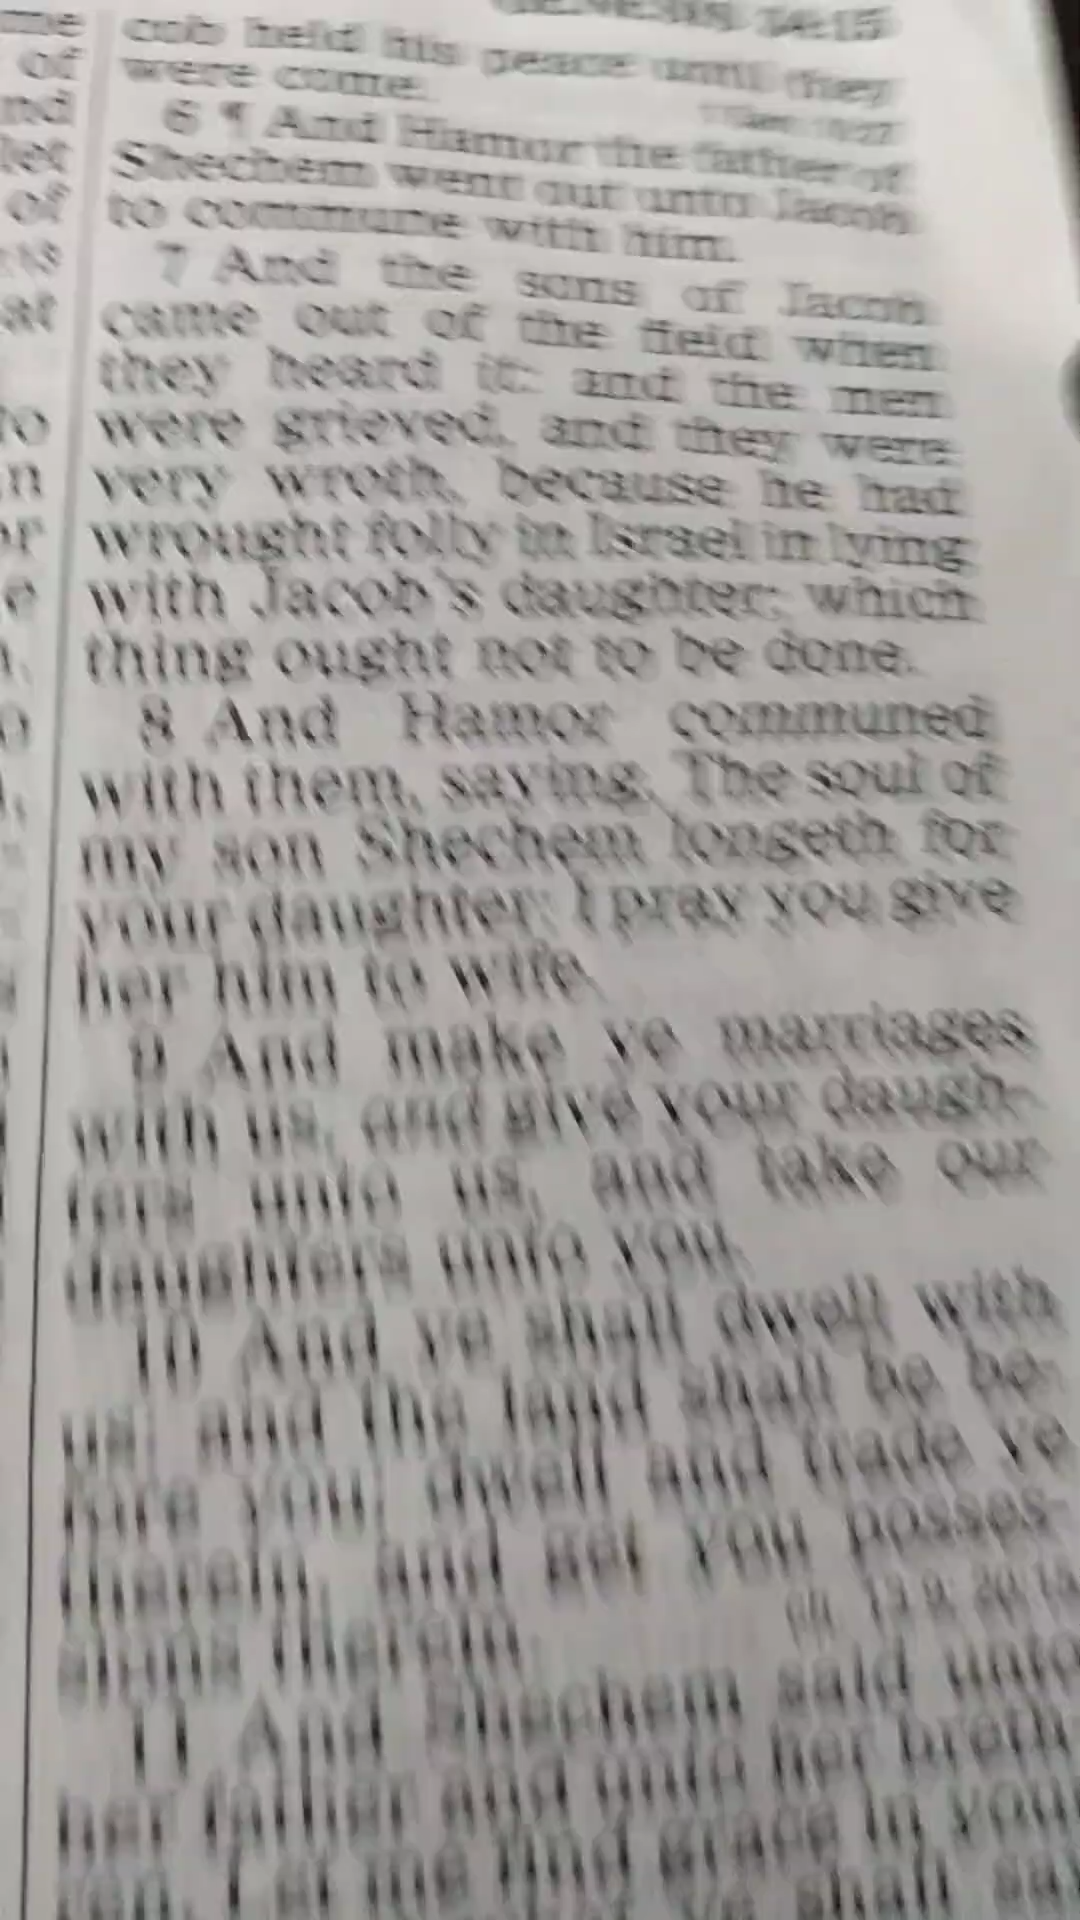 GENESIS 34:15
cob held his peace until they
were come.
6 ¶ And Hamor the father of
Shechem went out unto Jacob
to commune with him.
7 And the sons of Jacob
came out of the field when
they heard it: and the men
were grieved, and they were
very wroth, because he had
wrought folly in Israel in lying
with Jacob's daughter; which
thing ought not to be done.
8 And Hamor communed
with them, saying, The soul of
my son Shechem longeth for
your daughter: I pray you give
her him to wife.
9 And make ye marriages
with us, and give your daugh-
ters unto us, and take our
daughters unto you.
10 And ye shall dwell with
us: and the land shall be be-
fore you; dwell and trade ye
therein, and get you posses-
sions therein.
11 And Shechem said unto
her father and unto her breth
ren, Let me find grace in your
shall say